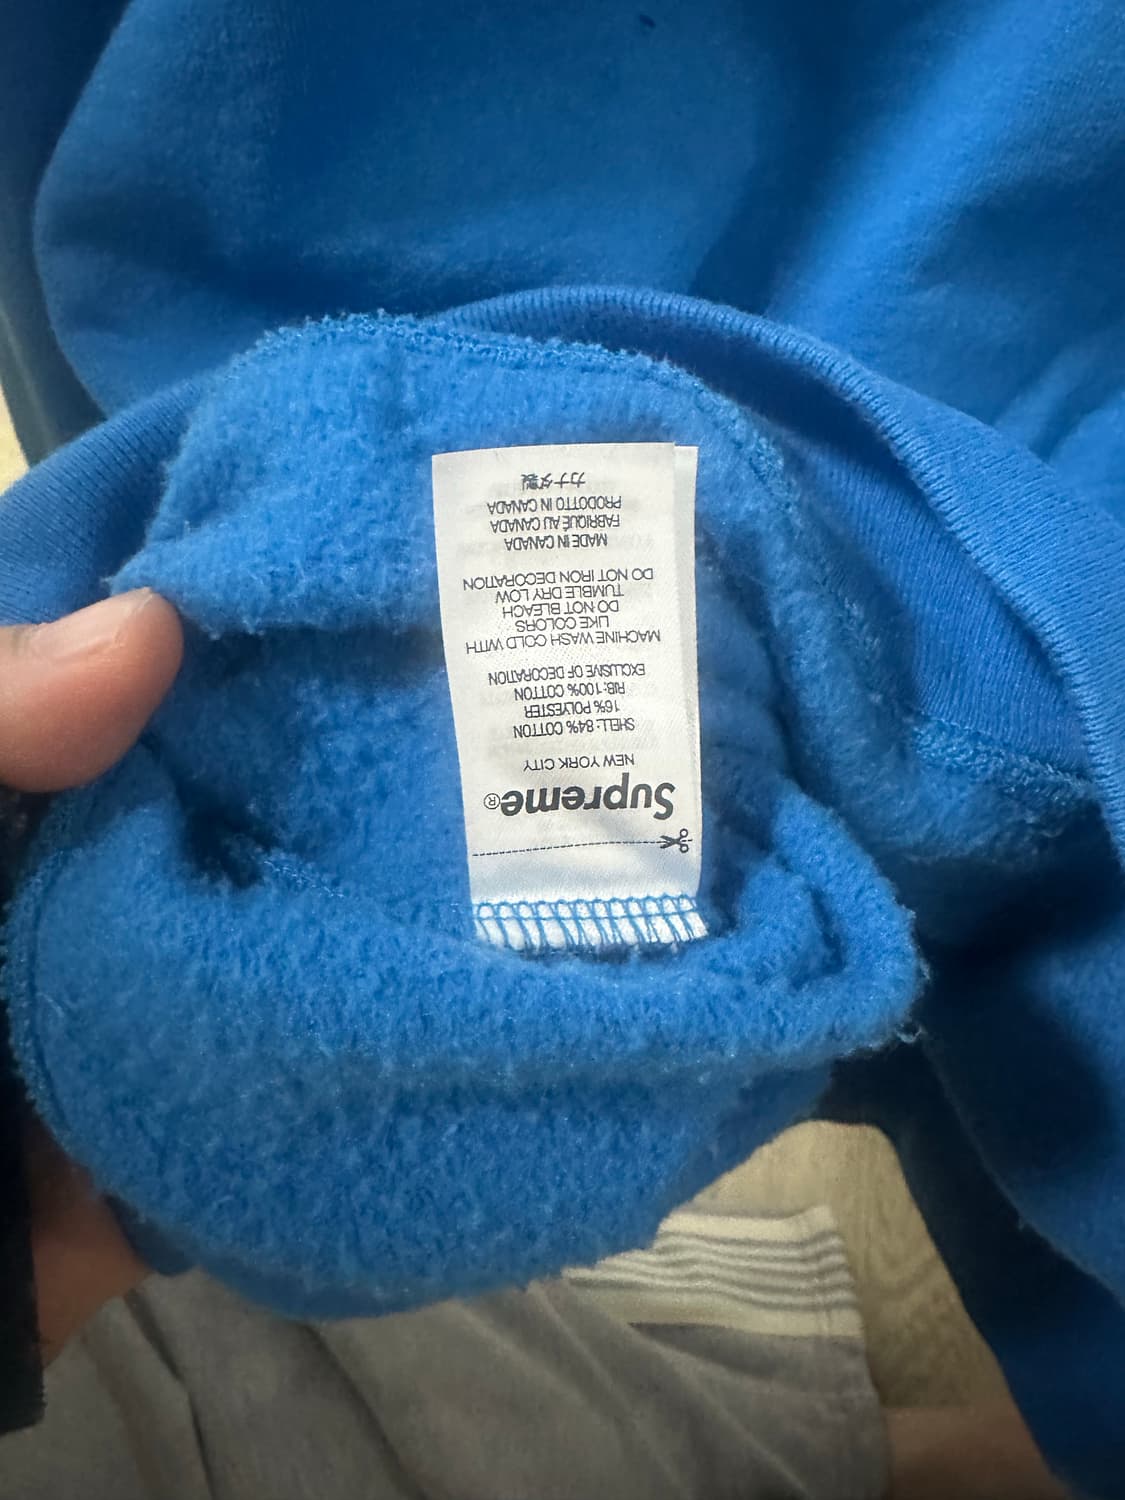 Supreme®
NEW YORK CITY
SHELL: 84% COTTON
16% POLYESTER
RIB: 100% COTTON
EXCLUSIVE OF DECORATION
MACHINE WASH COLD WITH
LIKE COLORS
DO NOT BLEACH
TUMBLE DRY LOW
DO NOT IRON DECORATION
MADE IN CANADA
FABRIQUÉ AU CANADA
PRODOTTO IN CANADA
カナダ製